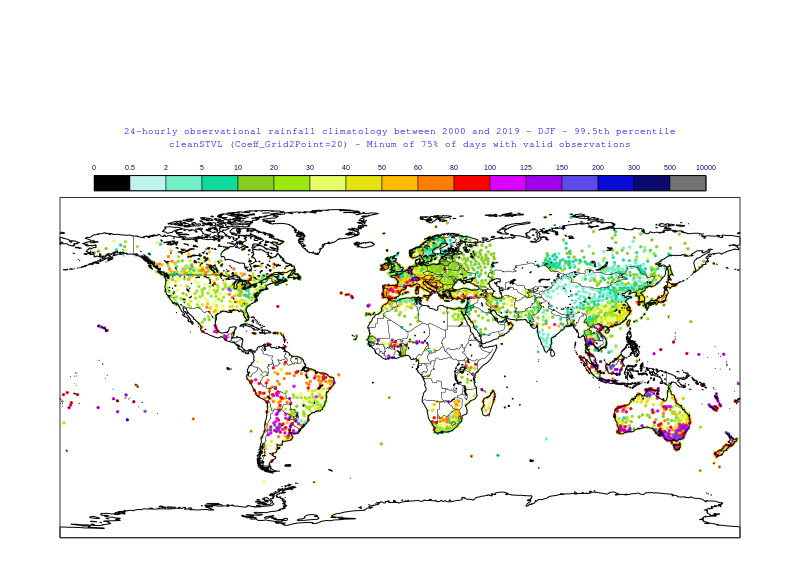 24-hourly observational rainfall climatology between 2000 and 2019 - DJF - 99.5th percentile
cleanSTVL (Coeff_Grid2Point=20) - Minum of 75% of days with valid observations
0 0.5 2 5 10 20 30 40 50 60 80 100 125 150 200 300 500 10000